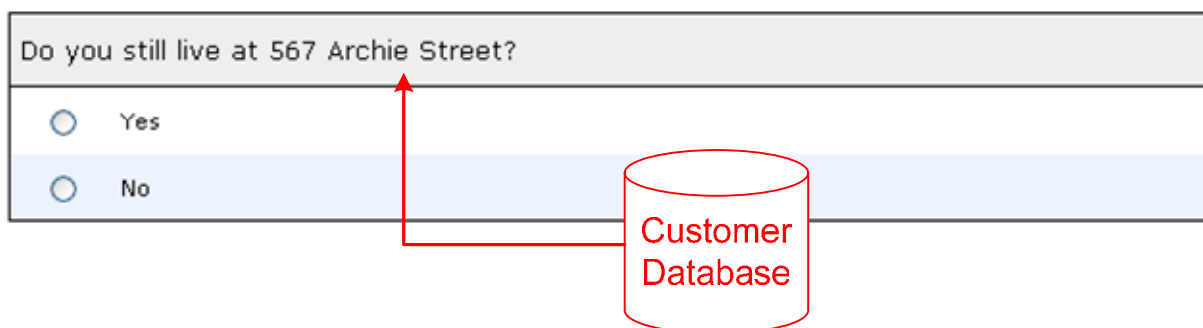 Do you still live at 567 Archie Street?
Yes
No
Customer
Database